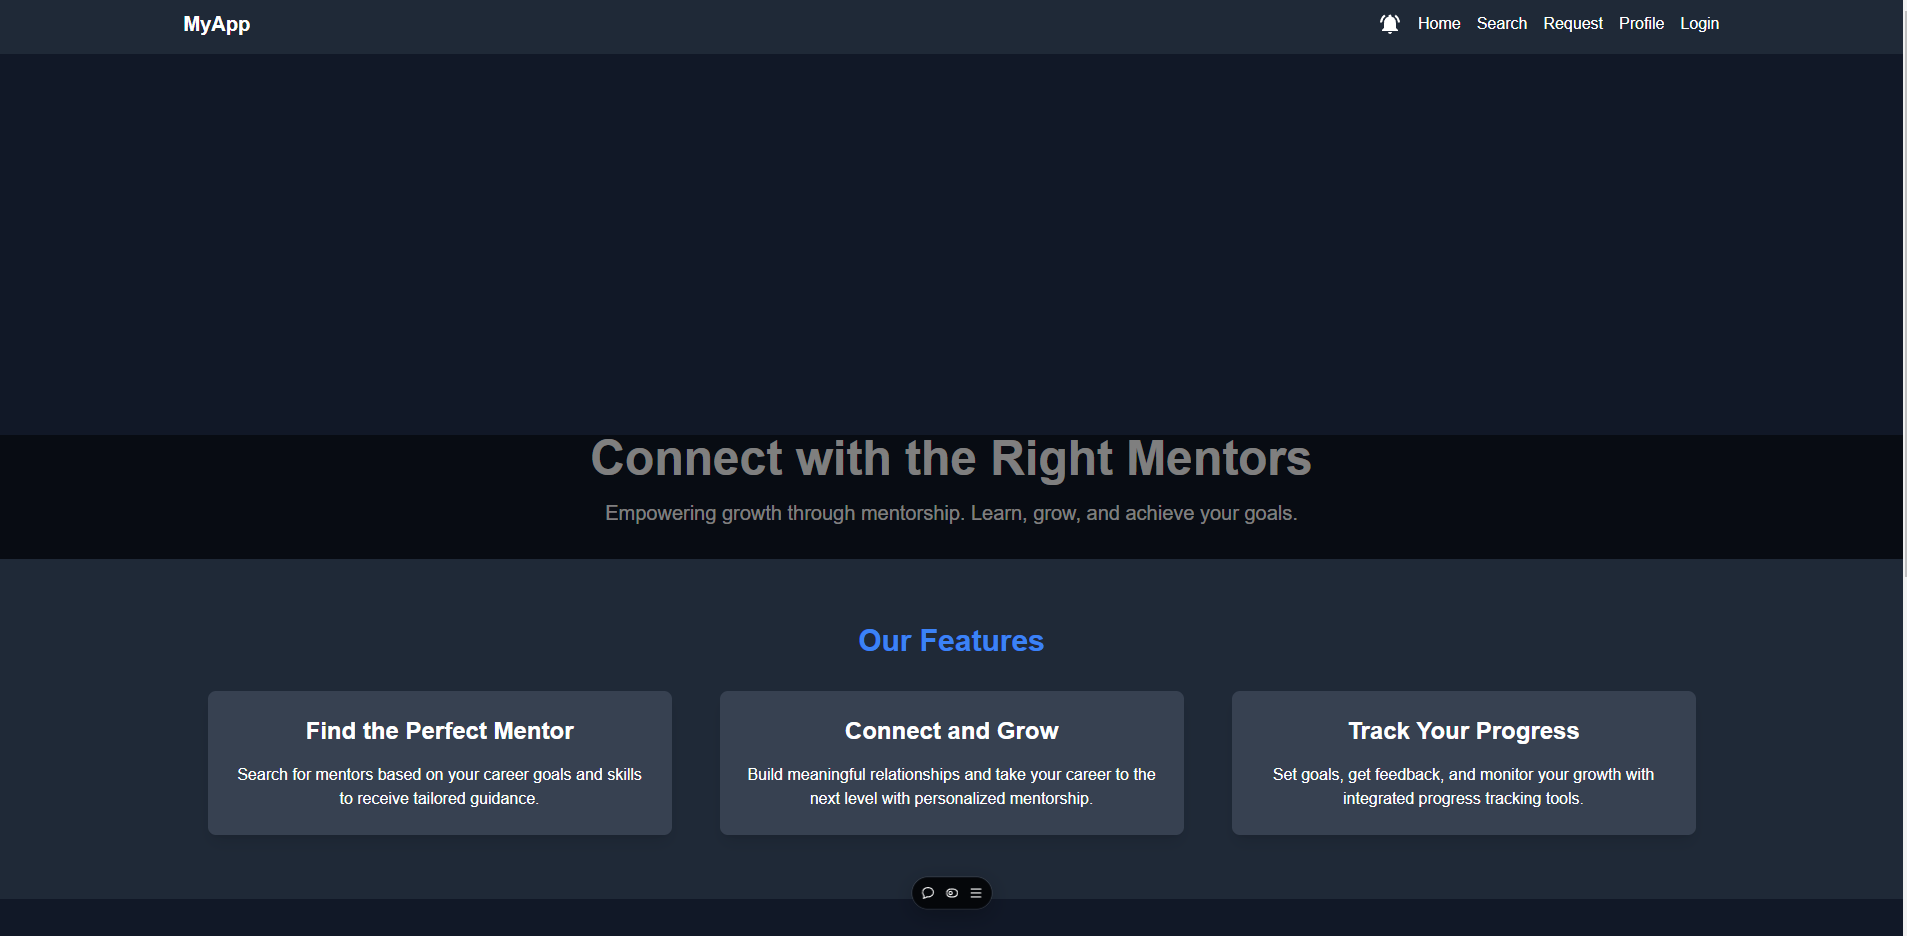 MyApp
Home Search Request Profile Login
Connect with the Right Mentors
Empowering growth through mentorship. Learn, grow, and achieve your goals.
Our Features
Find the Perfect Mentor
Search for mentors based on your career goals and skills
to receive tailored guidance.
Connect and Grow
Build meaningful relationships and take your career to the
next level with personalized mentorship.
Track Your Progress
Set goals, get feedback, and monitor your growth with
integrated progress tracking tools.